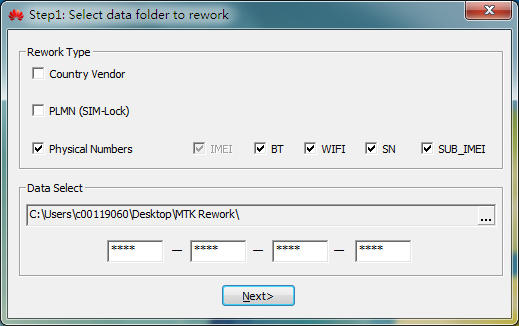 Step1: Select data folder to rework
Rework Type
Country Vendor
PLMN (SIM-Lock)
Physical Numbers IMEI BT WIFI SN SUB_IMEI
Data Select
C:\Users\c00119060\Desktop\MTK Rework\ ...
**** — **** — **** — ****
Next>